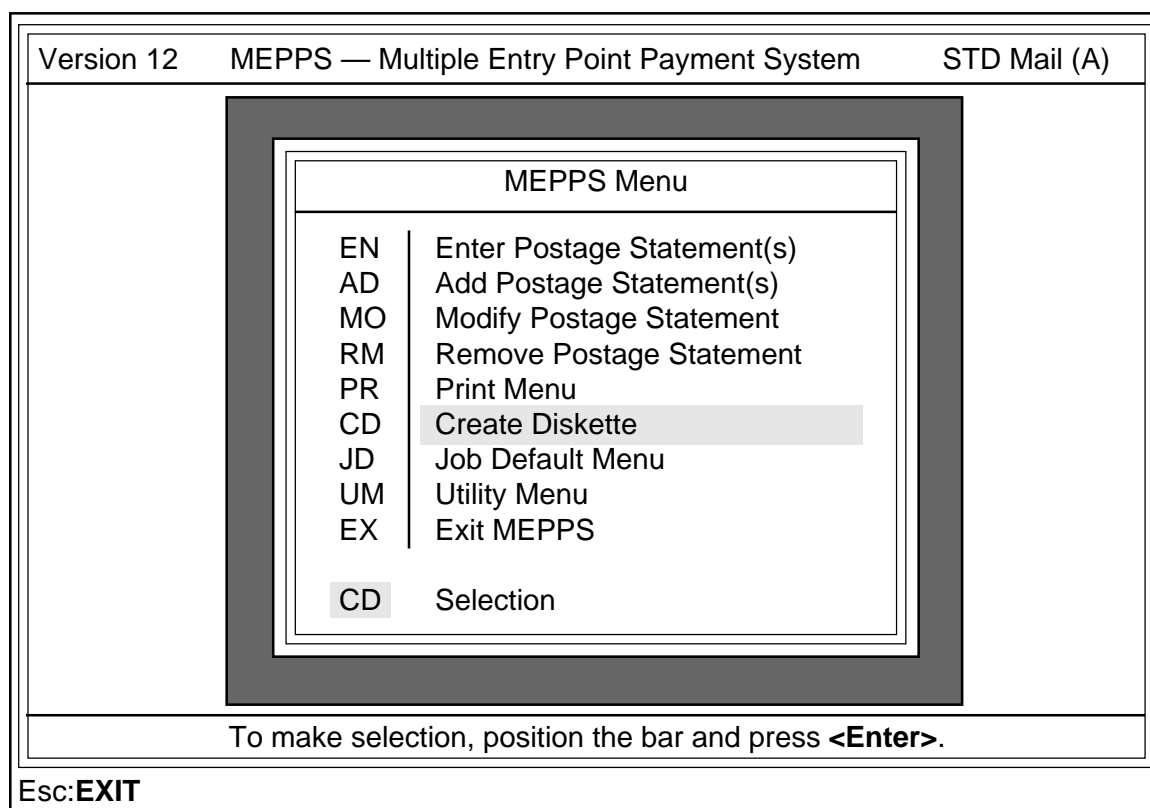 Version 12 MEPPS — Multiple Entry Point Payment System STD Mail (A)
MEPPS Menu
EN Enter Postage Statement(s)
AD Add Postage Statement(s)
MO Modify Postage Statement
RM Remove Postage Statement
PR Print Menu
CD Create Diskette
JD Job Default Menu
UM Utility Menu
EX Exit MEPPS
CD Selection
To make selection, position the bar and press <Enter>.
Esc:EXIT